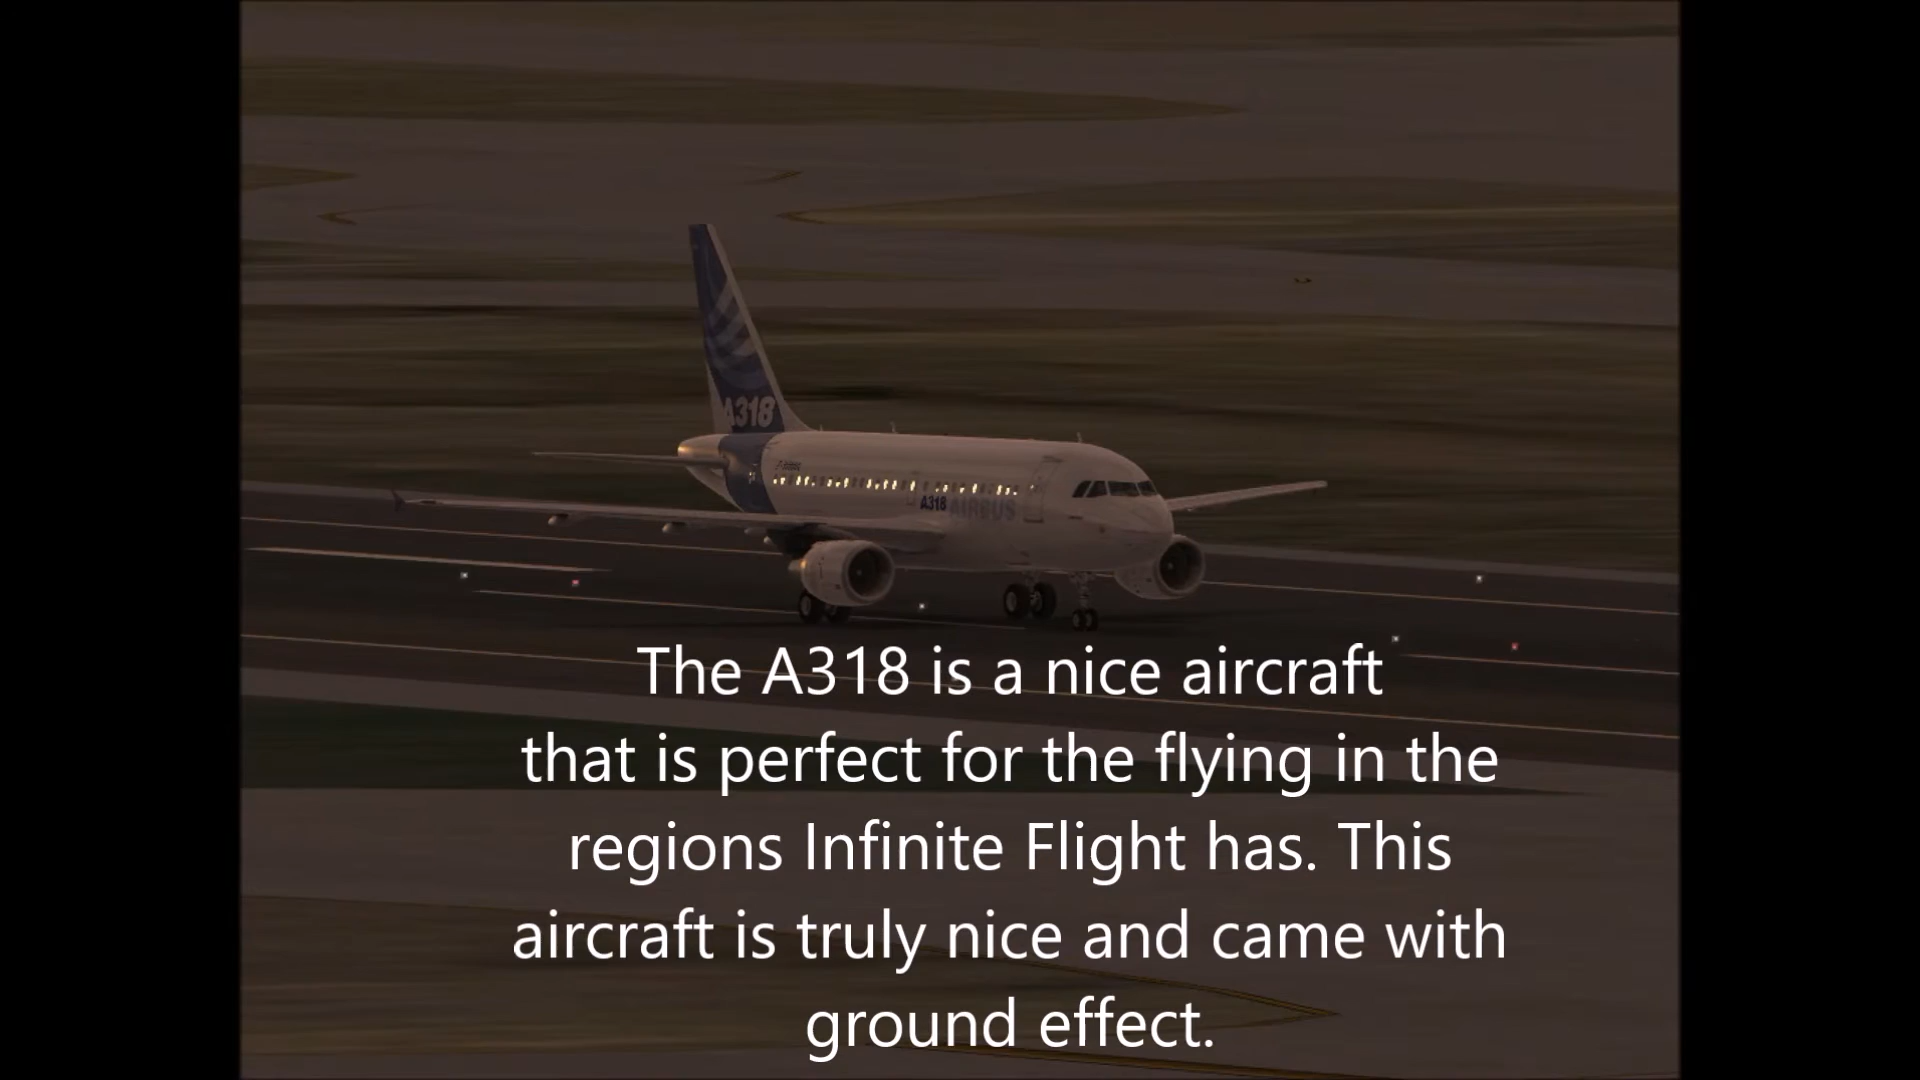 A318
A318 AIRBUS
The A318 is a nice aircraft
that is perfect for the flying in the
regions Infinite Flight has. This
aircraft is truly nice and came with
ground effect.